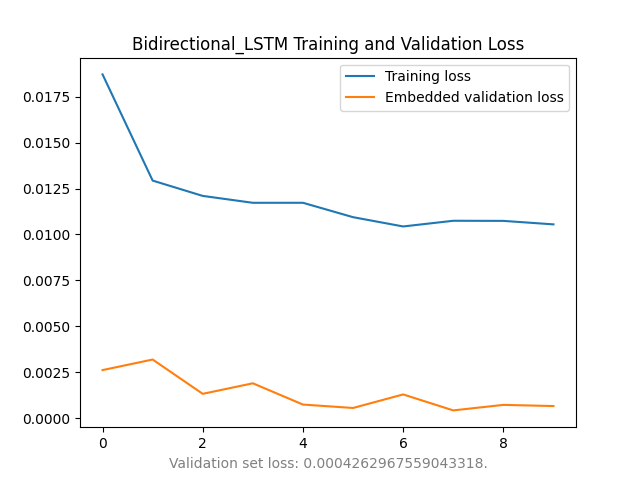 Bidirectional_LSTM Training and Validation Loss
Training loss
Embedded validation loss
0.0175
0.0150
0.0125
0.0100
0.0075
0.0050
0.0025
0.0000
0 2 4 6 8
Validation set loss: 0.0004262967559043318.